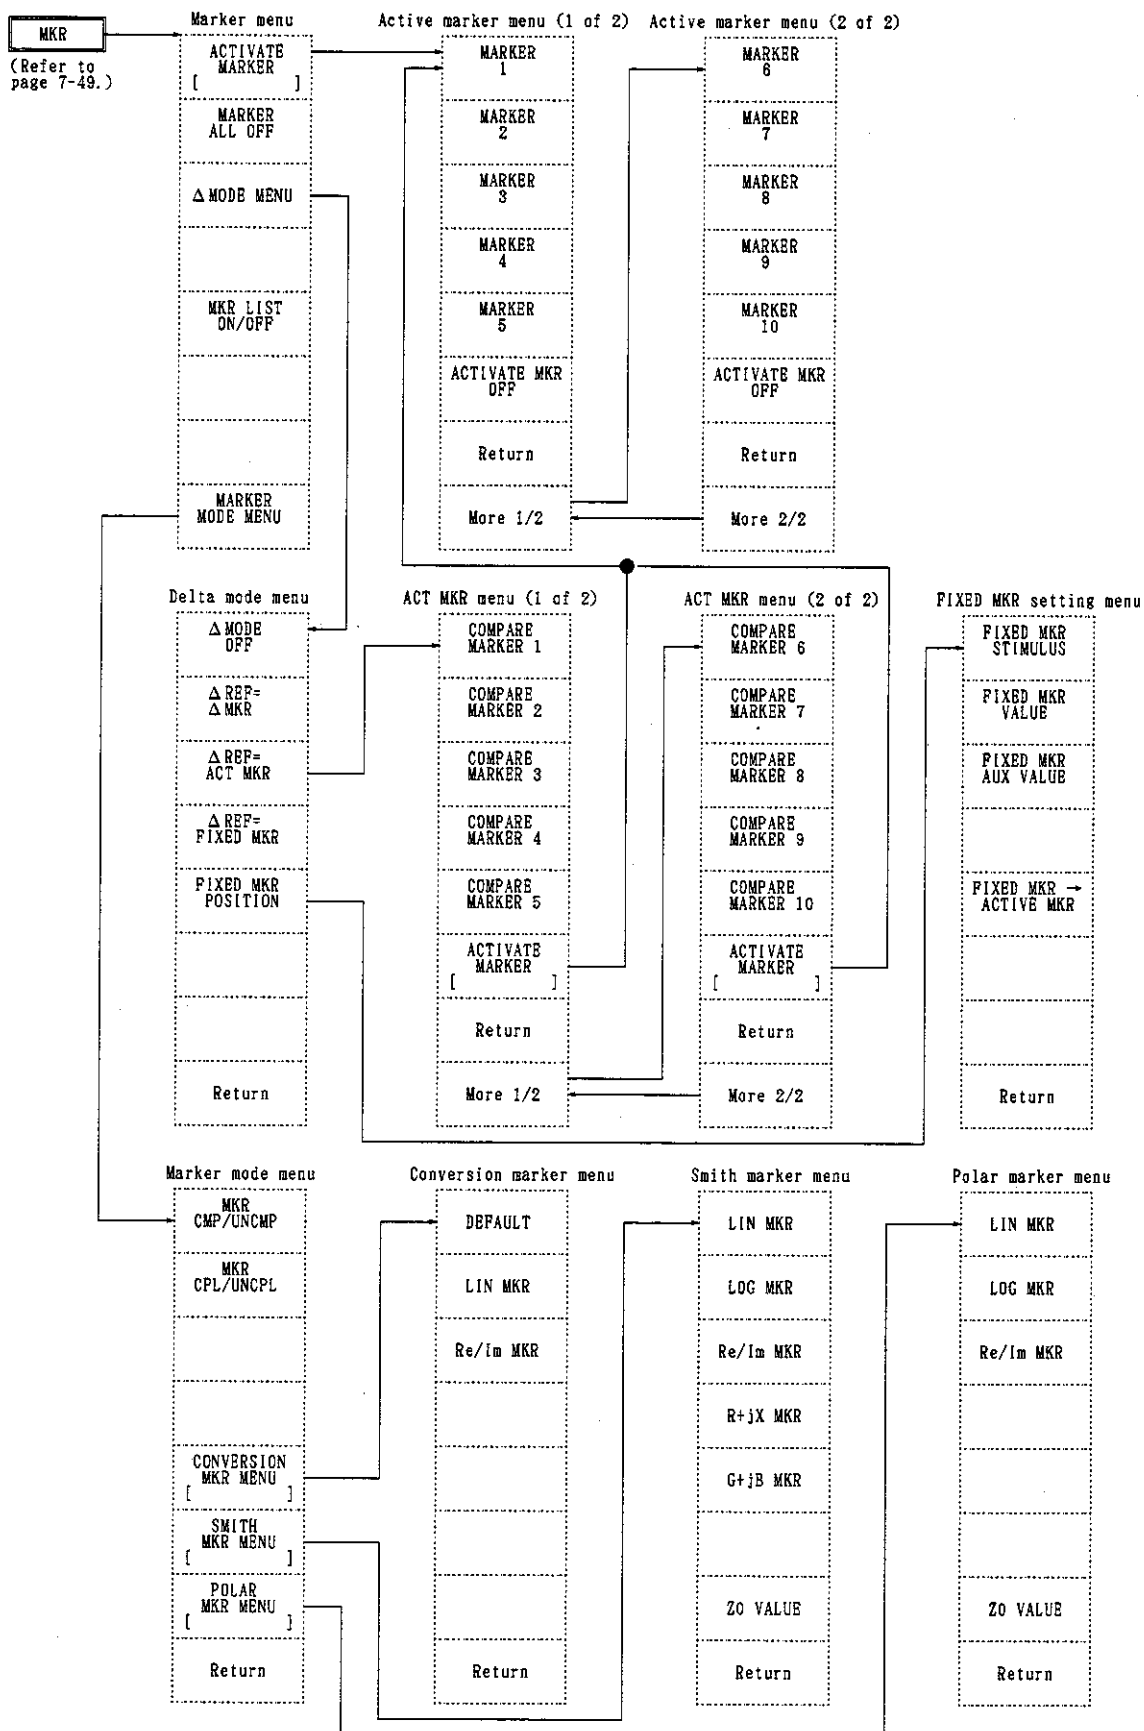 MKR
(Refer to
page 7-49.)
Marker menu
ACTIVATE
MARKER
[ ]
MARKER
ALL OFF
Δ MODE MENU
MKR LIST
ON/OFF
MARKER
MODE MENU
Active marker menu (1 of 2)
MARKER
1
MARKER
2
MARKER
3
MARKER
4
MARKER
5
ACTIVATE MKR
OFF
Return
More 1/2
Active marker menu (2 of 2)
MARKER
6
MARKER
7
MARKER
8
MARKER
9
MARKER
10
ACTIVATE MKR
OFF
Return
More 2/2
Delta mode menu
Δ MODE
OFF
Δ REF=
Δ MKR
Δ REF=
ACT MKR
Δ REF=
FIXED MKR
FIXED MKR
POSITION
Return
ACT MKR menu (1 of 2)
COMPARE
MARKER 1
COMPARE
MARKER 2
COMPARE
MARKER 3
COMPARE
MARKER 4
COMPARE
MARKER 5
ACTIVATE
MARKER
[ ]
Return
More 1/2
ACT MKR menu (2 of 2)
COMPARE
MARKER 6
COMPARE
MARKER 7
COMPARE
MARKER 8
COMPARE
MARKER 9
COMPARE
MARKER 10
ACTIVATE
MARKER
[ ]
Return
More 2/2
FIXED MKR setting menu
FIXED MKR
STIMULUS
FIXED MKR
VALUE
FIXED MKR
AUX VALUE
FIXED MKR →
ACTIVE MKR
Return
Marker mode menu
MKR
CMP/UNCMP
MKR
CPL/UNCPL
CONVERSION
MKR MENU
[ ]
SMITH
MKR MENU
[ ]
POLAR
MKR MENU
[ ]
Return
Conversion marker menu
DEFAULT
LIN MKR
Re/Im MKR
Return
Smith marker menu
LIN MKR
LOG MKR
Re/Im MKR
R+jX MKR
G+jB MKR
Z0 VALUE
Return
Polar marker menu
LIN MKR
LOG MKR
Re/Im MKR
Z0 VALUE
Return